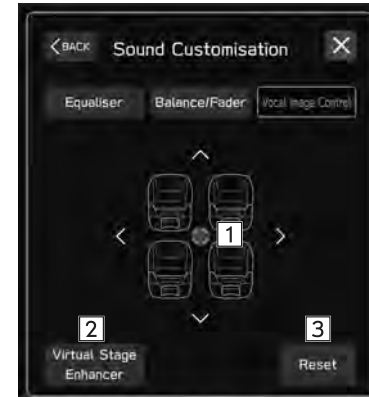 BACK Sound Customisation
Equaliser Balance/Fader Vocal Image Control
1
2 3
Virtual Stage
Enhancer
Reset